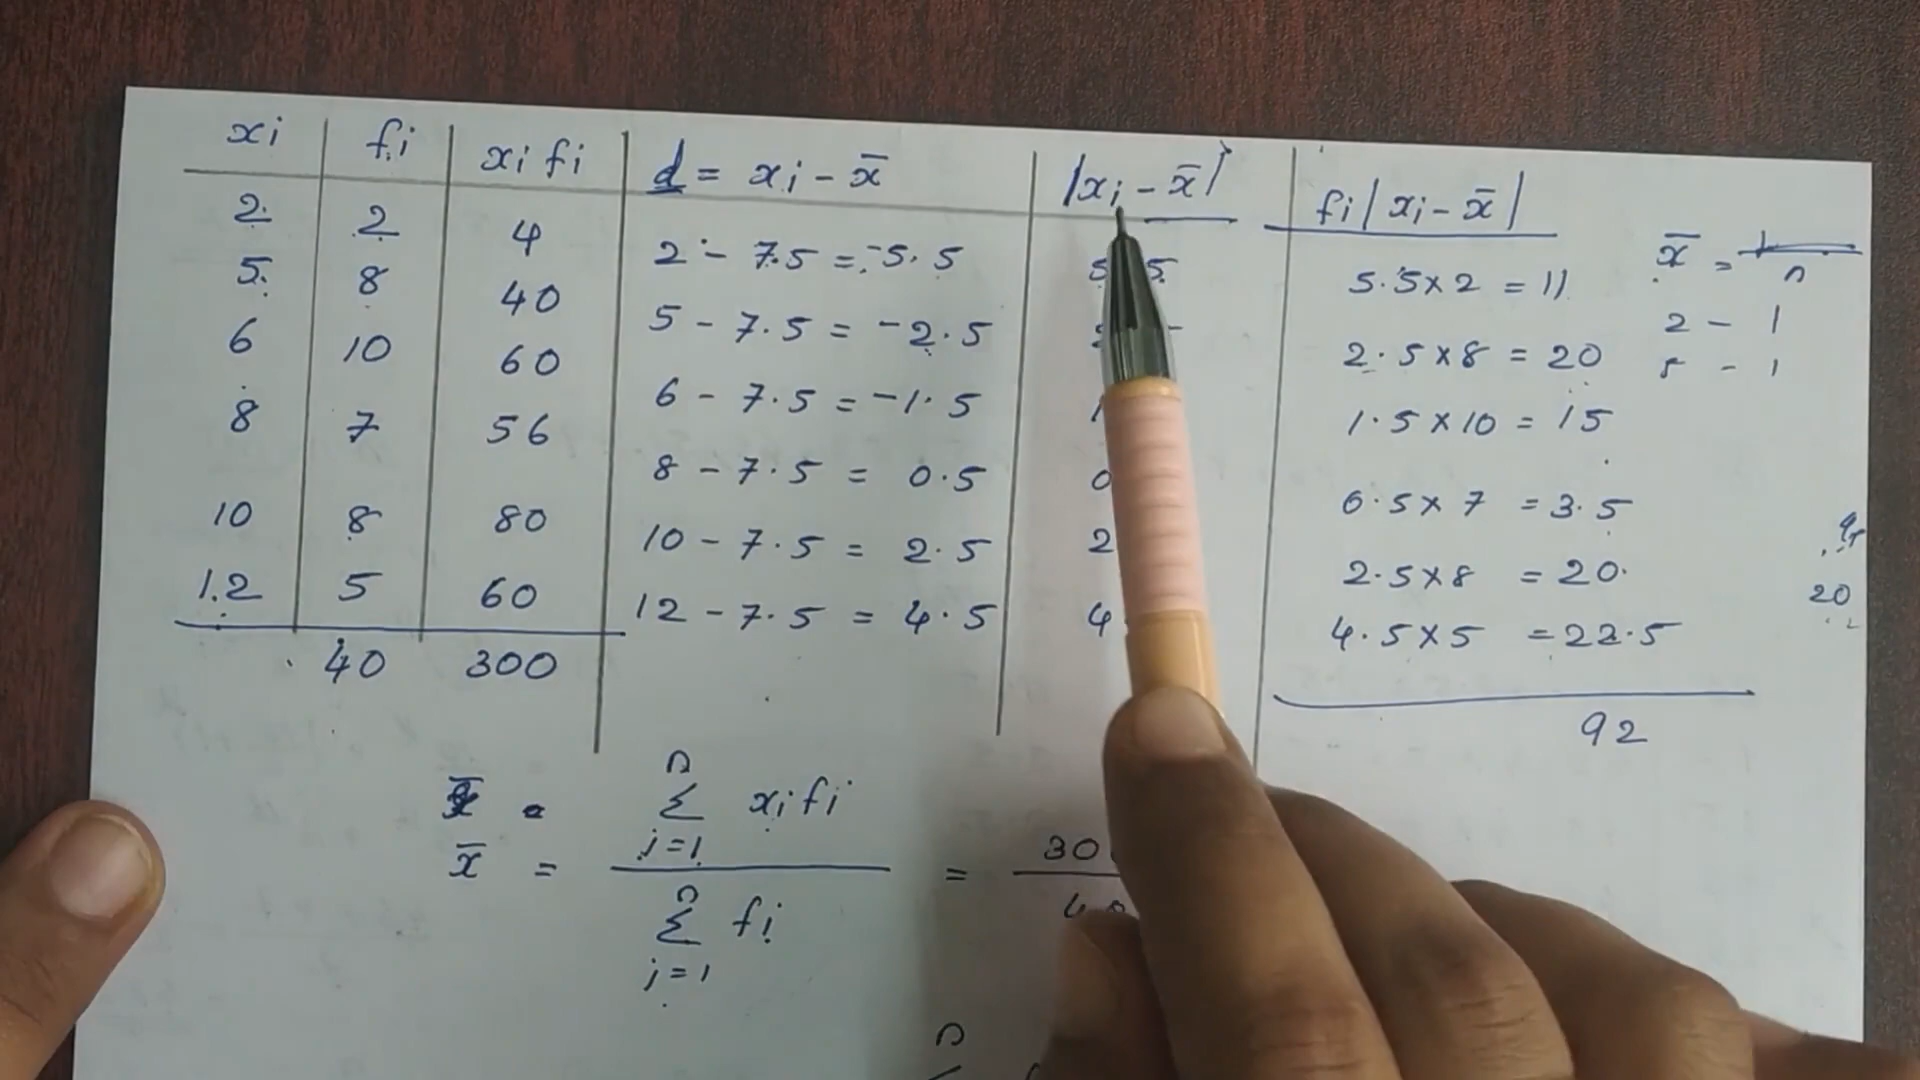 xi fi xi fi d = xi - x̄ |xi - x̄| fi |xi - x̄|
2 2 4 2 - 7.5 = -5.5 5.5 × 2 = 11
5 8 40 5 - 7.5 = -2.5 2.5 × 8 = 20
6 10 60 6 - 7.5 = -1.5 1.5 × 10 = 15
8 7 56 8 - 7.5 = 0.5 0.5 × 7 = 3.5
10 8 80 10 - 7.5 = 2.5 2 2.5 × 8 = 20
12 5 60 12 - 7.5 = 4.5 4 4.5 × 5 = 22.5
40 300 92
x̄ =
n
2 - 1
5 - 1
20
n
Σ xi fi
i=1
x̄ = = 30
n
Σ fi
i=1
n